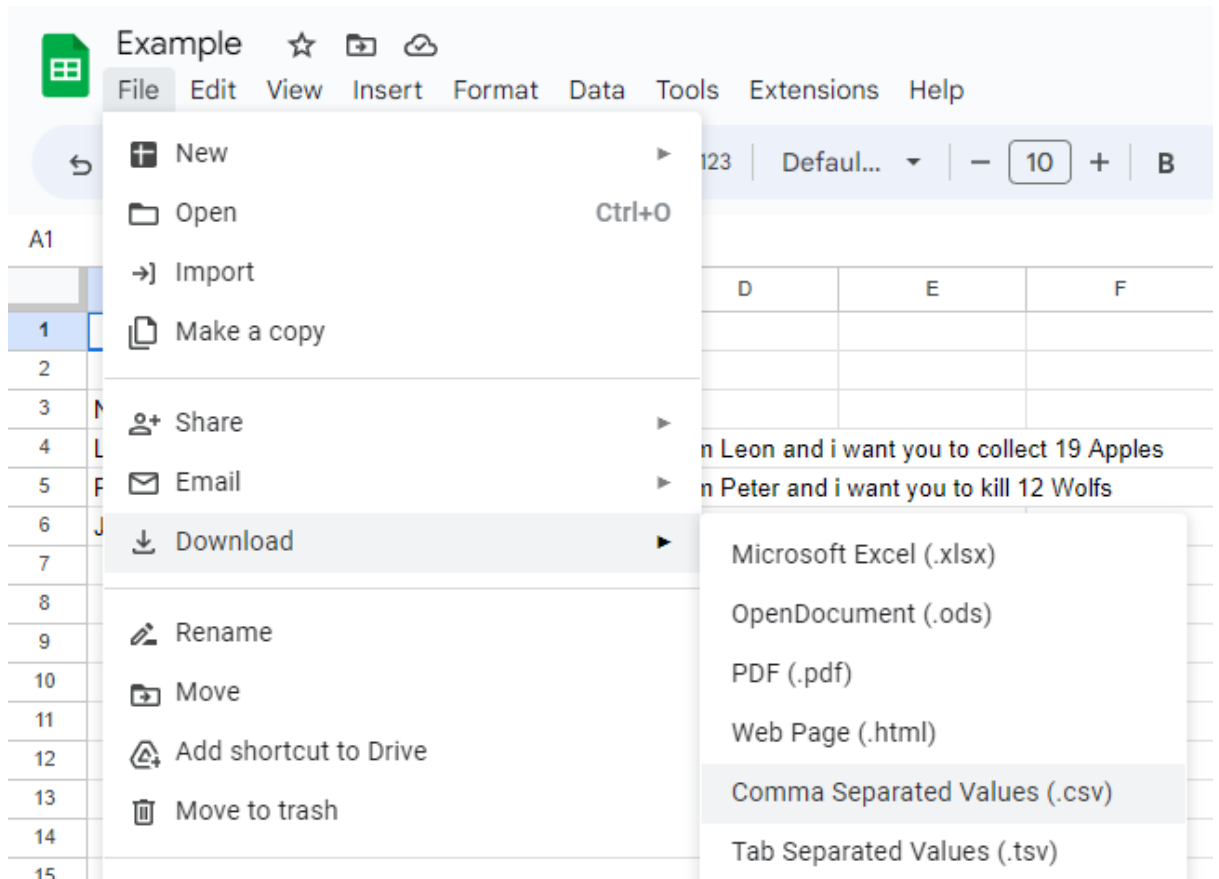 Example
File Edit View Insert Format Data Tools Extensions Help
New
123 Defaul... 10 B
Open Ctrl+O
A1
Import
D E F
1
Make a copy
2
3 N
Share
4 L m Leon and i want you to collect 19 Apples
5 F m Peter and i want you to kill 12 Wolfs
Email
6 J
Download
Microsoft Excel (.xlsx)
7
8
OpenDocument (.ods)
Rename
9
PDF (.pdf)
10
Move
11
Web Page (.html)
12
Add shortcut to Drive
13
Comma Separated Values (.csv)
Move to trash
14
Tab Separated Values (.tsv)
15